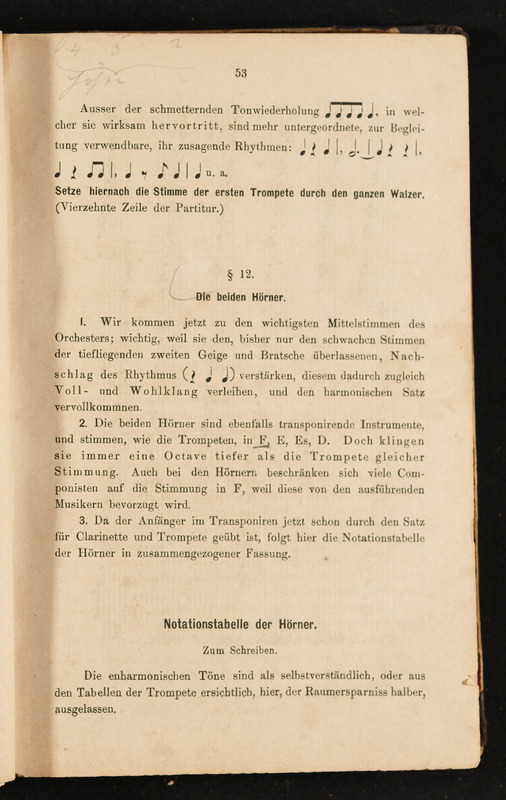 4 3 2
53
Ausser der schmetternden Tonwiederholung, in wel-
cher sie wirksam hervortritt, sind mehr untergeordnete, zur Beglei-
tung verwendbare, ihr zusagende Rhythmen:
u. a.
Setze hiernach die Stimme der ersten Trompete durch den ganzen Walzer.
(Vierzehnte Zeile der Partitur.)
§ 12.
Die beiden Hörner.
1. Wir kommen jetzt zu den wichtigsten Mittelstimmen des
Orchesters; wichtig, weil sie den, bisher nur den schwachen Stimmen
der tiefliegenden zweiten Geige und Bratsche überlassenen, Nach-
schlag des Rhythmus ( ) verstärken, diesem dadurch zugleich
Voll- und Wohlklang verleihen, und den harmonischen Satz
vervollkommnen.
2. Die beiden Hörner sind ebenfalls transponirende Instrumente,
und stimmen, wie die Trompeten, in F, E, Es, D. Doch klingen
sie immer eine Octave tiefer als die Trompete gleicher
Stimmung. Auch bei den Hörnern beschränken sich viele Com-
ponisten auf die Stimmung in F, weil diese von den ausführenden
Musikern bevorzugt wird.
3. Da der Anfänger im Transponiren jetzt schon durch den Satz
für Clarinette und Trompete geübt ist, folgt hier die Notationstabelle
der Hörner in zusammengezogener Fassung.
Notationstabelle der Hörner.
Zum Schreiben.
Die enharmonischen Töne sind als selbstverständlich, oder aus
den Tabellen der Trompete ersichtlich, hier, der Raumersparniss halber,
ausgelassen.